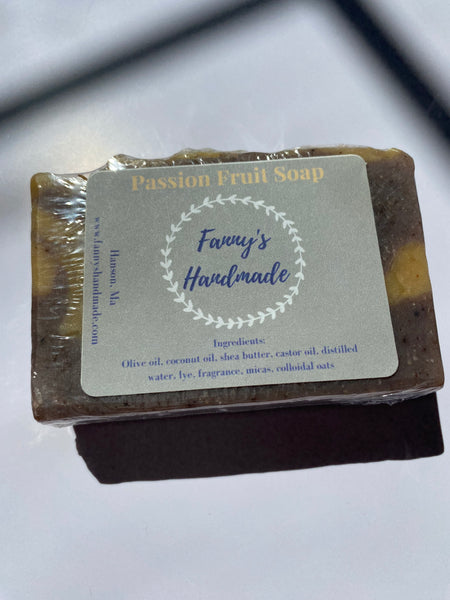 Passion Fruit Soap
Fanny's
Handmade
Hanson, Ma
www.fannyshandmade.com
Ingredients:
Olive oil, coconut oil, shea butter, castor oil, distilled
water, lye, fragrance, micas, colloidal oats